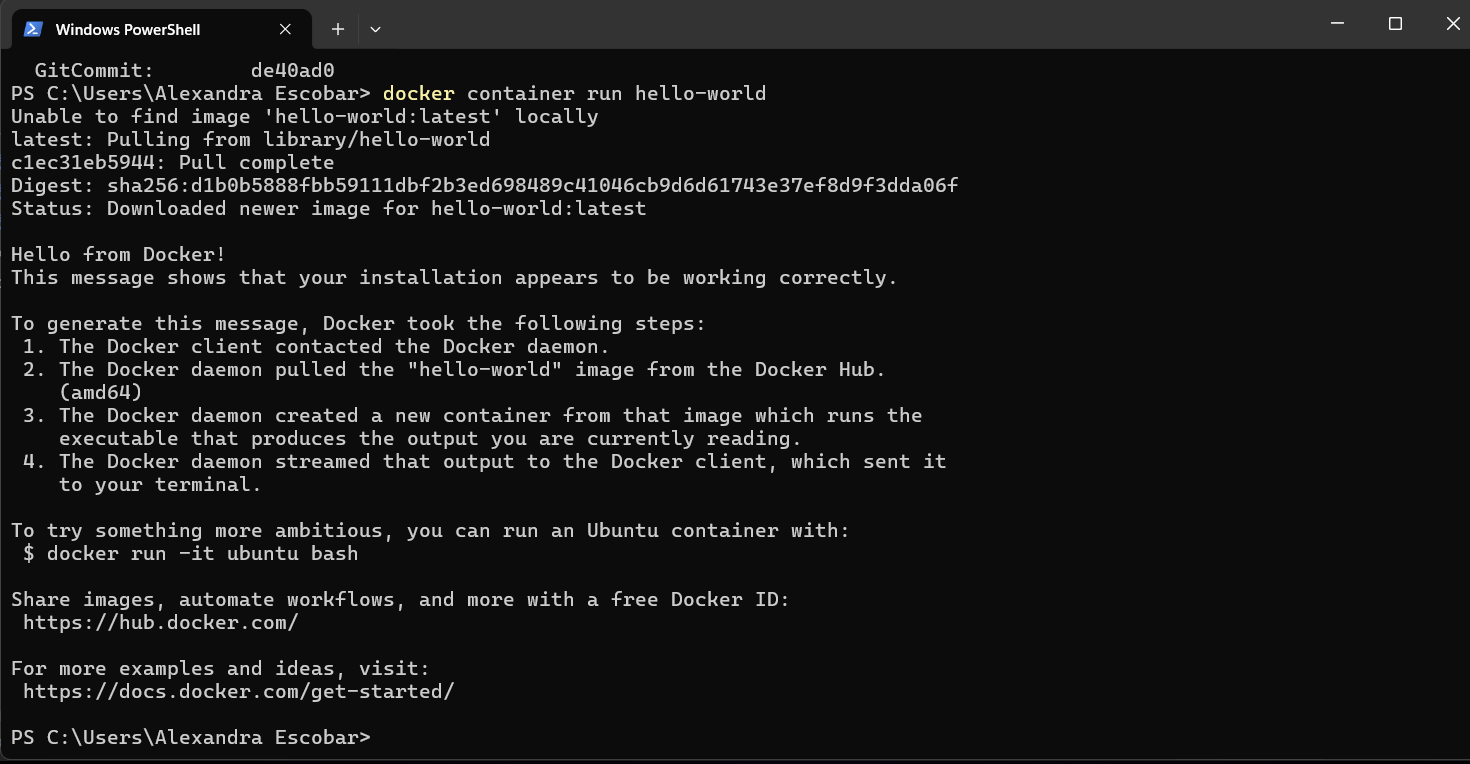 Windows PowerShell
GitCommit: de40ad0
PS C:\Users\Alexandra Escobar> docker container run hello-world
Unable to find image 'hello-world:latest' locally
latest: Pulling from library/hello-world
c1ec31eb5944: Pull complete
Digest: sha256:d1b0b5888fbb59111dbf2b3ed698489c41046cb9d6d61743e37ef8d9f3dda06f
Status: Downloaded newer image for hello-world:latest
Hello from Docker!
This message shows that your installation appears to be working correctly.
To generate this message, Docker took the following steps:
1. The Docker client contacted the Docker daemon.
2. The Docker daemon pulled the "hello-world" image from the Docker Hub.
(amd64)
3. The Docker daemon created a new container from that image which runs the
executable that produces the output you are currently reading.
4. The Docker daemon streamed that output to the Docker client, which sent it
to your terminal.
To try something more ambitious, you can run an Ubuntu container with:
$ docker run -it ubuntu bash
Share images, automate workflows, and more with a free Docker ID:
https://hub.docker.com/
For more examples and ideas, visit:
https://docs.docker.com/get-started/
PS C:\Users\Alexandra Escobar>